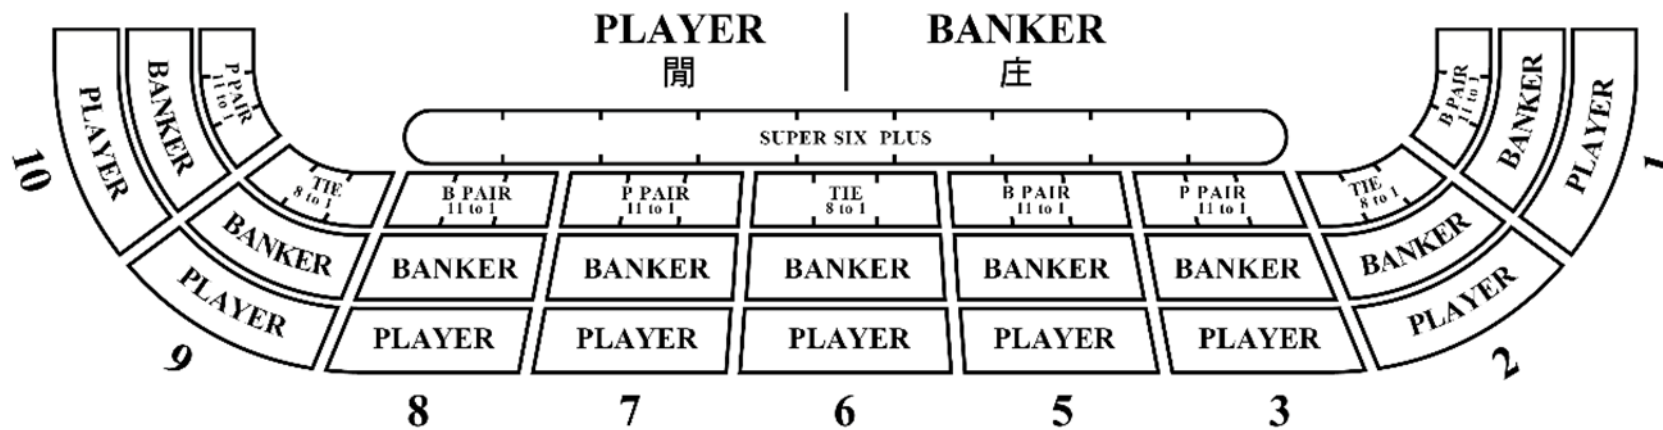 PLAYER
BANKER
閒
庄
SUPER SIX PLUS
PLAYER
BANKER
P PAIR
11 to 1
10
TIE
8 to 1
BANKER
PLAYER
9
B PAIR
11 to 1
BANKER
PLAYER
8
P PAIR
11 to 1
BANKER
PLAYER
7
TIE
8 to 1
BANKER
PLAYER
6
B PAIR
11 to 1
BANKER
PLAYER
5
P PAIR
11 to 1
BANKER
PLAYER
3
TIE
8 to 1
BANKER
PLAYER
2
B PAIR
11 to 1
BANKER
PLAYER
1